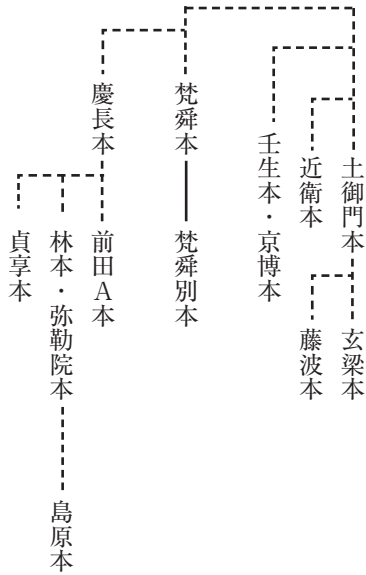 土御門本
近衛本
壬生本・京博本
梵舜本
慶長本
玄梁本
藤波本
梵舜別本
前田A本
林本・弥勒院本
貞享本
島原本